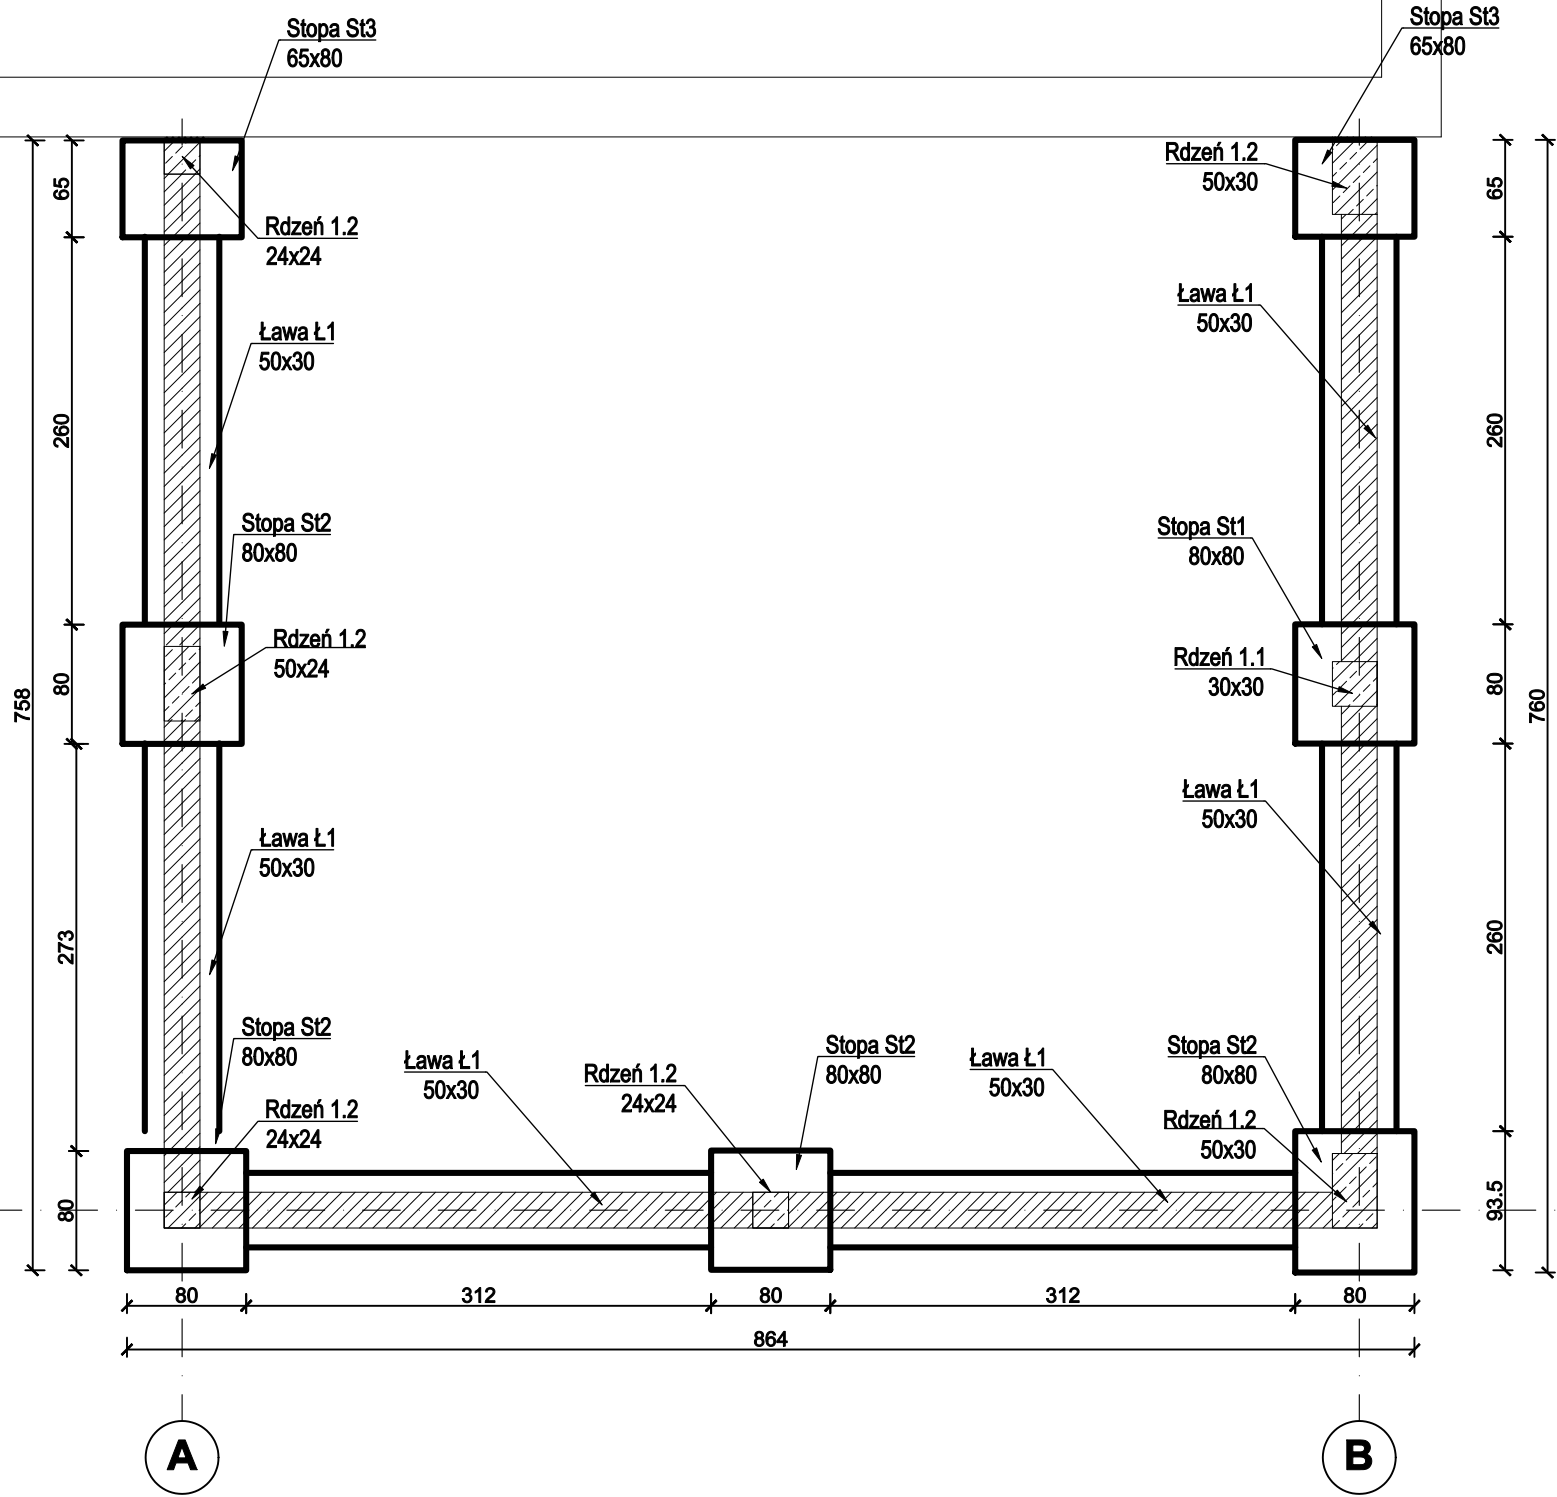 Stopa St3
65x80
Stopa St3
65x80
Rdzeń 1.2
50x30
65
65
Rdzeń 1.2
24x24
Ława Ł1
50x30
Ława Ł1
50x30
260
260
Stopa St2
80x80
Stopa St1
80x80
Rdzeń 1.2
50x24
Rdzeń 1.1
30x30
80
80
758
760
Ława Ł1
50x30
Ława Ł1
50x30
273
260
Stopa St2
80x80
Ława Ł1
50x30
Rdzeń 1.2
24x24
Stopa St2
80x80
Ława Ł1
50x30
Stopa St2
80x80
Rdzeń 1.2
24x24
Rdzeń 1.2
50x30
80
93.5
80
312
80
312
80
864
A
B